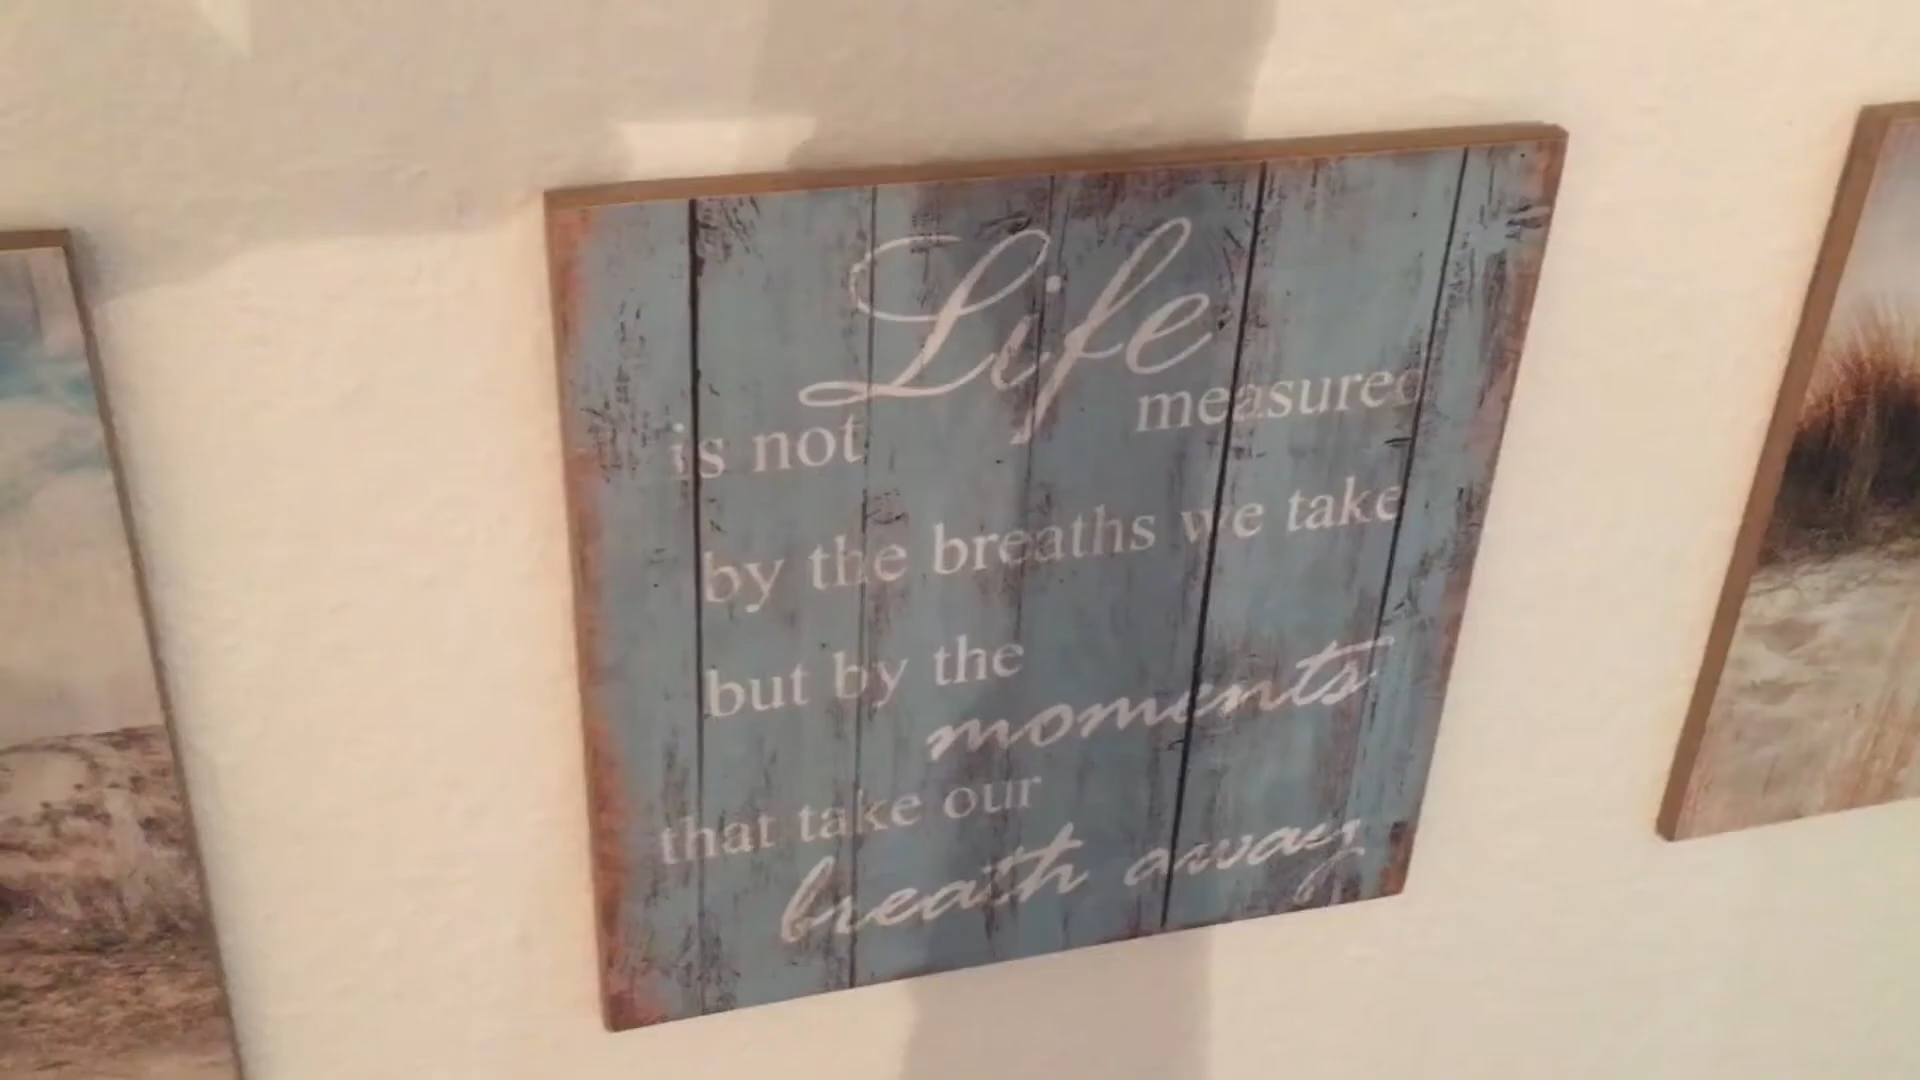 Life
is not measured
by the breaths we take
but by the
moments
that take our
breath away